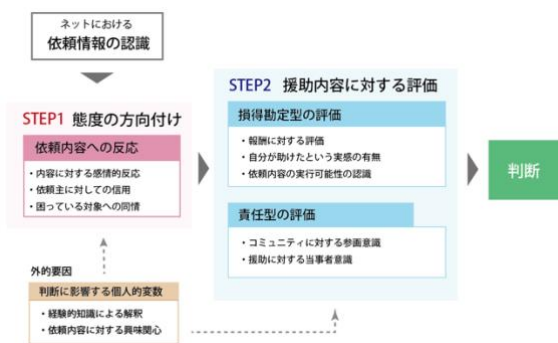 ネットにおける
依頼情報の認識
STEP1 態度の方向付け
依頼内容への反応
・内容に対する感情的反応
・依頼主に対しての信用
・困っている対象への同情
外的要因
判断に影響する個人的変数
・経験的知識による解釈
・依頼内容に対する興味関心
STEP2 援助内容に対する評価
損得勘定型の評価
・報酬に対する評価
・自分が助けたという実感の有無
・依頼内容の実行可能性の認識
責任型の評価
・コミュニティに対する参画意識
・援助に対する当事者意識
判断